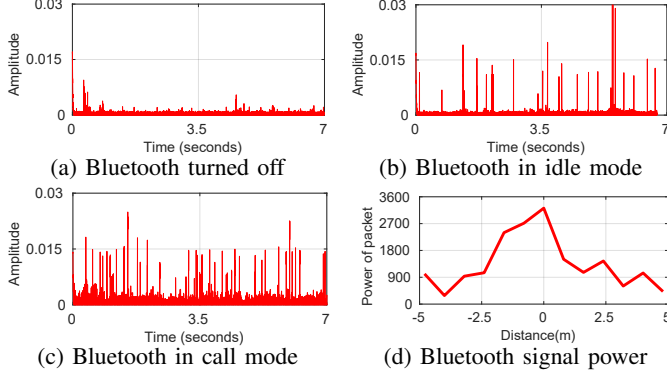 0.03
0.015
0
Amplitude
0
3.5
7
Time (seconds)
(a) Bluetooth turned off
0.03
0.015
0
Amplitude
0
3.5
7
Time (seconds)
(b) Bluetooth in idle mode
0.03
0.015
0
Amplitude
0
3.5
7
Time (seconds)
(c) Bluetooth in call mode
3600
2700
1800
900
0
Power of packet
-5
-2.5
0
2.5
5
Distance(m)
(d) Bluetooth signal power